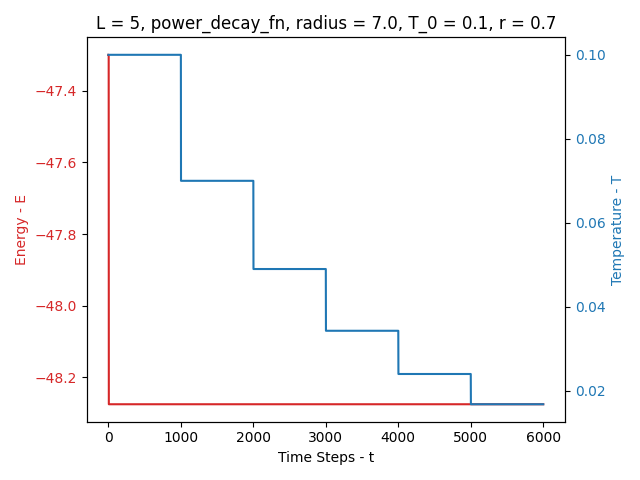 L = 5, power_decay_fn, radius = 7.0, T_0 = 0.1, r = 0.7
Energy - E
−47.4
−47.6
−47.8
−48.0
−48.2
0.10
0.08
0.06
0.04
0.02
Temperature - T
0 1000 2000 3000 4000 5000 6000
Time Steps - t